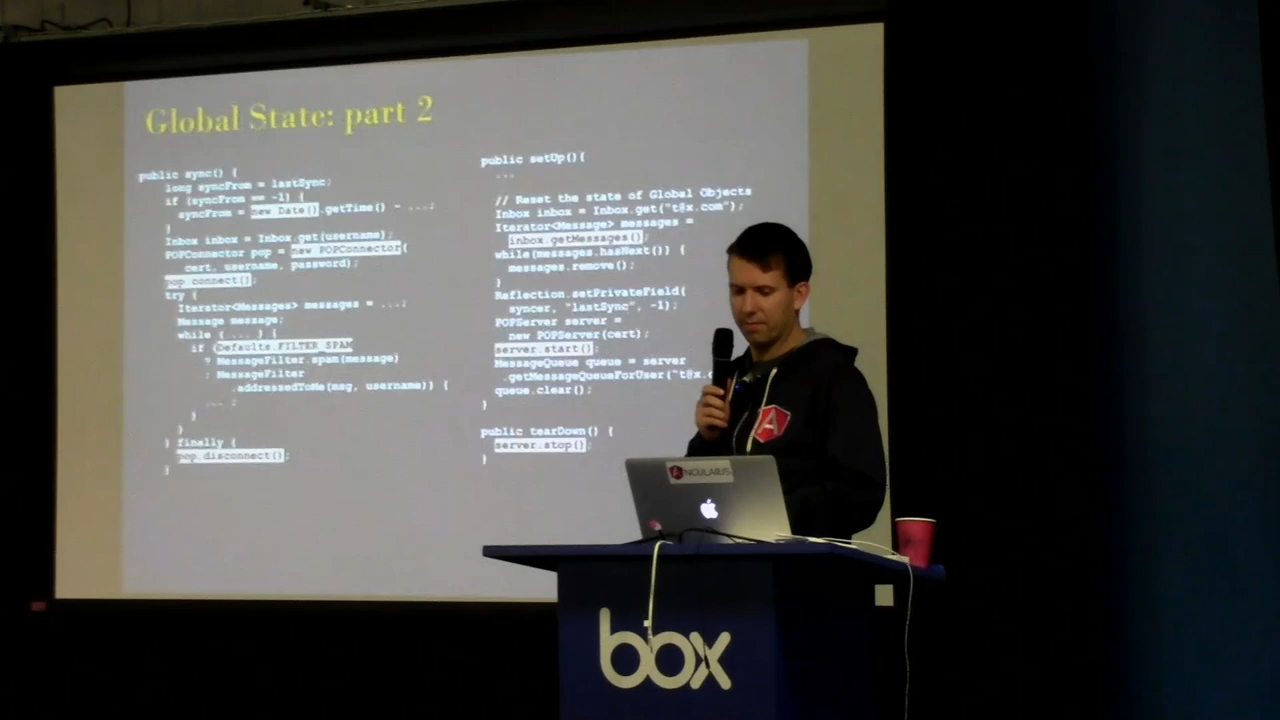 Global State: part 2
public sync() {
long syncFrom = lastSync;
if (syncFrom == -1) {
syncFrom = new Date().getTime() - ...;
}
Inbox inbox = Inbox.get(username);
POPConnector pop = new POPConnector(
cert, username, password);
pop.connect();
try {
Iterator<Messages> messages = ...;
Message message;
while ( ... ) {
if (Defaults.FILTER_SPAM
? MessageFilter.spam(message)
: MessageFilter
.addressedToMe(msg, username)) {
... ;
}
}
} finally {
pop.disconnect();
}
public setUp(){
...
// Reset the state of Global Objects
Inbox inbox = Inbox.get("t@x.com");
Iterator<Message> messages =
inbox.getMessages();
while(messages.hasNext()) {
messages.remove();
}
Reflection.setPrivateField(
syncer, "lastSync", -1);
POPServer server =
new POPServer(cert);
server.start();
MessageQueue queue = server
.getMessageQueueForUser("t@x.c
queue.clear();
}
public tearDown() {
server.stop();
}
A
ANGULARJS
box